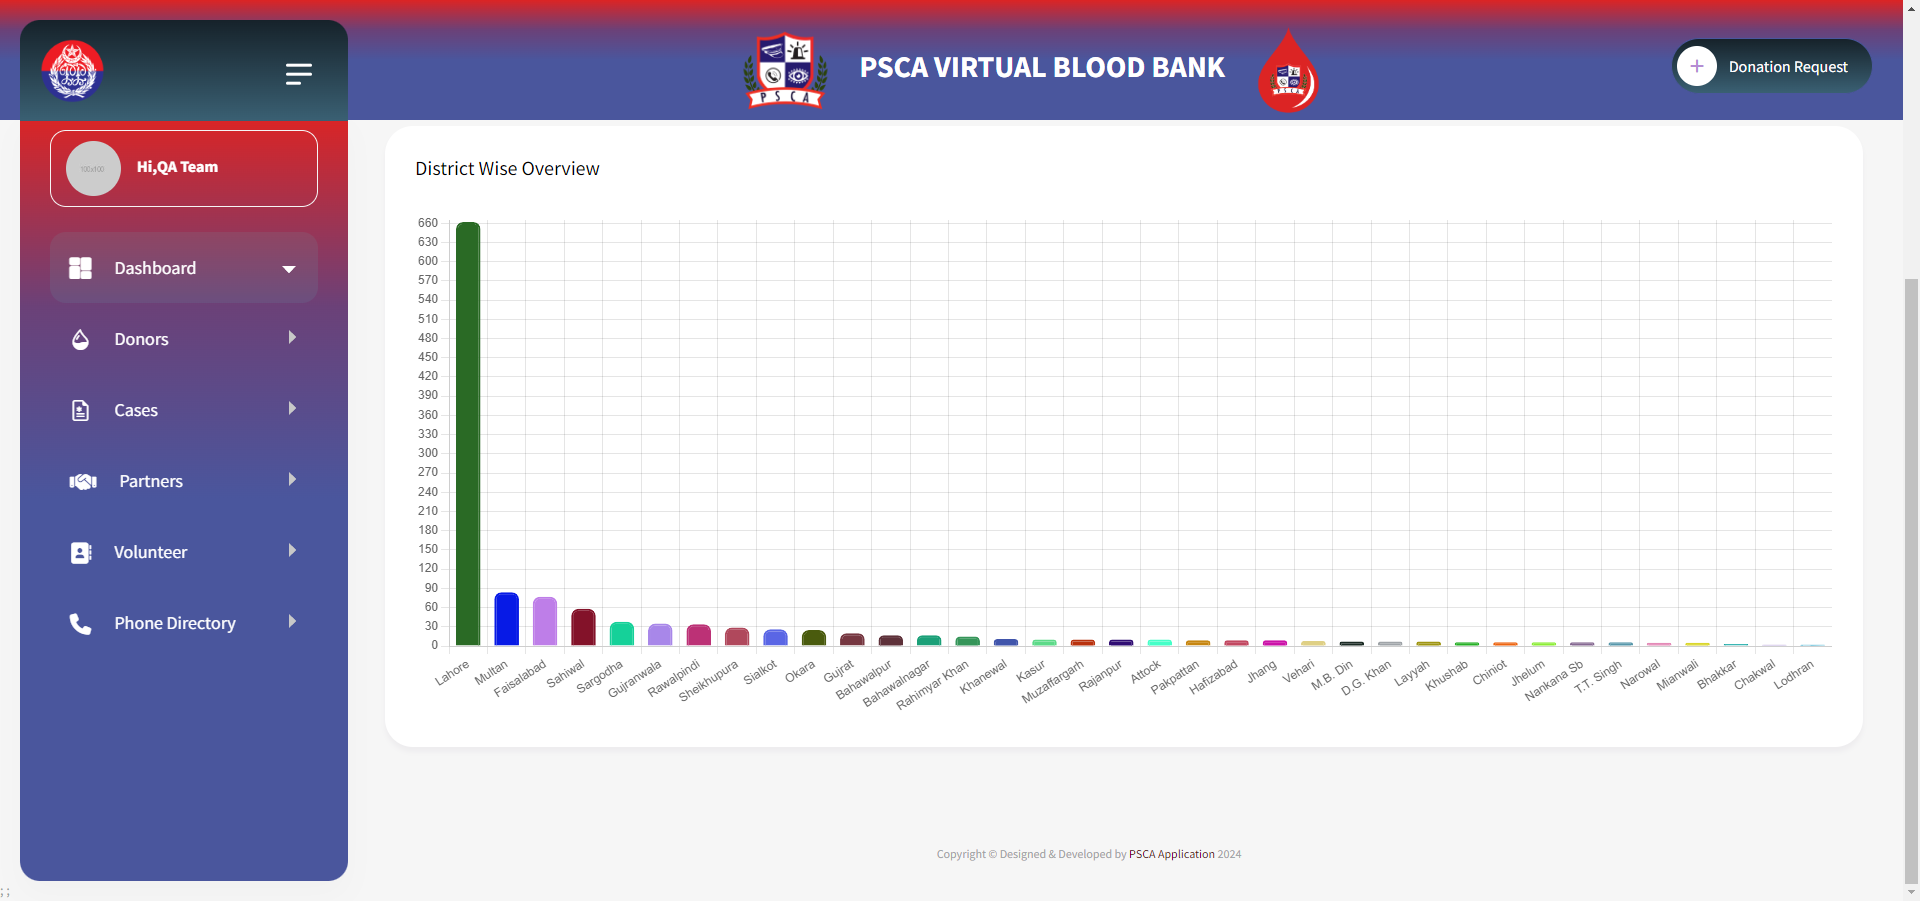 PSCA
PSCA VIRTUAL BLOOD BANK
Donation Request
100x100
Hi,QA Team
Dashboard
Donors
Cases
Partners
Volunteer
Phone Directory
District Wise Overview
660
630
600
570
540
510
480
450
420
390
360
330
300
270
240
210
180
150
120
90
60
30
0
Lahore
Multan
Faisalabad
Sahiwal
Sargodha
Gujranwala
Rawalpindi
Sheikhupura
Sialkot
Okara
Gujrat
Bahawalpur
Bahawalnagar
Rahimyar Khan
Khanewal
Kasur
Muzaffargarh
Rajanpur
Attock
Pakpattan
Hafizabad
Jhang
Vehari
M.B. Din
D.G. Khan
Layyah
Khushab
Chiniot
Jhelum
Nankana Sb
T.T. Singh
Narowal
Mianwali
Bhakkar
Chakwal
Lodhran
Copyright © Designed & Developed by PSCA Application 2024
; ;